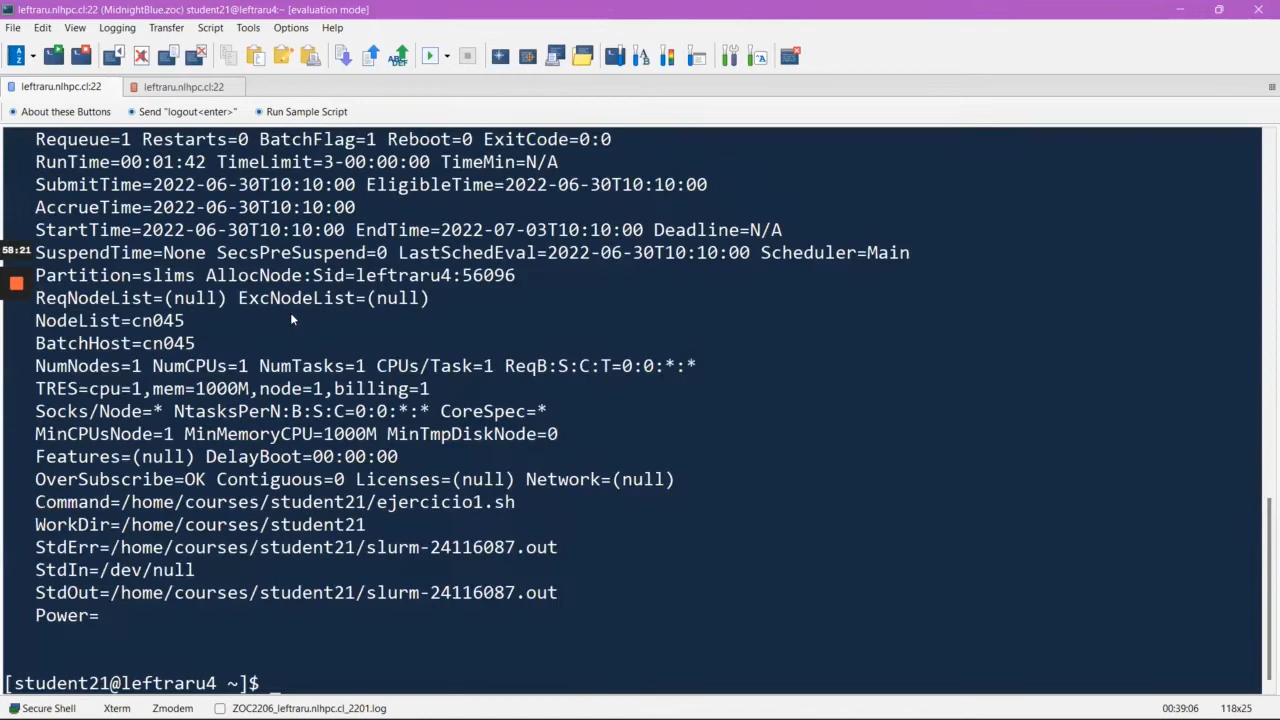 leftraru.nlhpc.cl:22 (MidnightBlue.zoc) student21@leftraru4:~ [evaluation mode]
File Edit View Logging Transfer Script Tools Options Help
leftraru.nlhpc.cl:22 leftraru.nlhpc.cl:22
About these Buttons Send "logout<enter>" Run Sample Script
Requeue=1 Restarts=0 BatchFlag=1 Reboot=0 ExitCode=0:0
RunTime=00:01:42 TimeLimit=3-00:00:00 TimeMin=N/A
SubmitTime=2022-06-30T10:10:00 EligibleTime=2022-06-30T10:10:00
AccrueTime=2022-06-30T10:10:00
StartTime=2022-06-30T10:10:00 EndTime=2022-07-03T10:10:00 Deadline=N/A
58:21
SuspendTime=None SecsPreSuspend=0 LastSchedEval=2022-06-30T10:10:00 Scheduler=Main
Partition=slims AllocNode:Sid=leftraru4:56096
ReqNodeList=(null) ExcNodeList=(null)
NodeList=cn045
BatchHost=cn045
NumNodes=1 NumCPUs=1 NumTasks=1 CPUs/Task=1 ReqB:S:C:T=0:0:*:*
TRES=cpu=1,mem=1000M,node=1,billing=1
Socks/Node=* NtasksPerN:B:S:C=0:0:*:* CoreSpec=*
MinCPUsNode=1 MinMemoryCPU=1000M MinTmpDiskNode=0
Features=(null) DelayBoot=00:00:00
OverSubscribe=OK Contiguous=0 Licenses=(null) Network=(null)
Command=/home/courses/student21/ejercicio1.sh
WorkDir=/home/courses/student21
StdErr=/home/courses/student21/slurm-24116087.out
StdIn=/dev/null
StdOut=/home/courses/student21/slurm-24116087.out
Power=
[student21@leftraru4 ~]$ _
Secure Shell Xterm Zmodem ZOC2206_leftraru.nlhpc.cl_2201.log 00:39:06 118x25